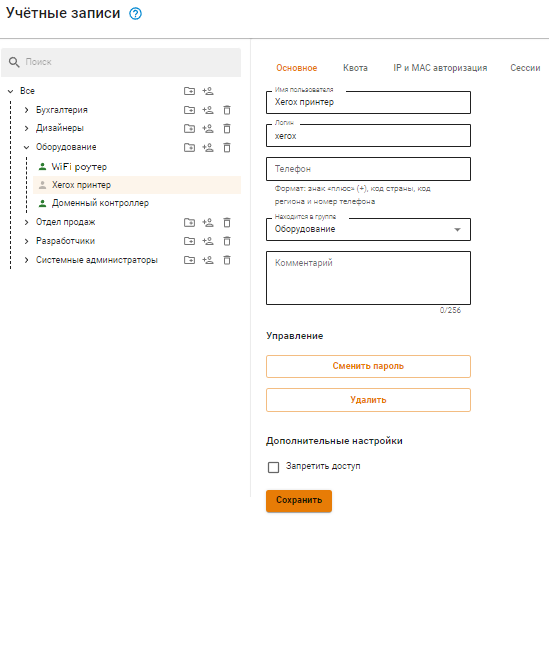 Учётные записи
Поиск
Все
Бухгалтерия
Дизайнеры
Оборудование
WiFi роутер
Xerox принтер
Доменный контроллер
Отдел продаж
Разработчики
Системные администраторы
Основное Квота IP и MAC авторизация Сессии
Имя пользователя
Xerox принтер
Логин
xerox
Телефон
Формат: знак «плюс» (+), код страны, код
региона и номер телефона
Находится в группе
Оборудование
Комментарий
0/256
Управление
Сменить пароль
Удалить
Дополнительные настройки
Запретить доступ
Сохранить